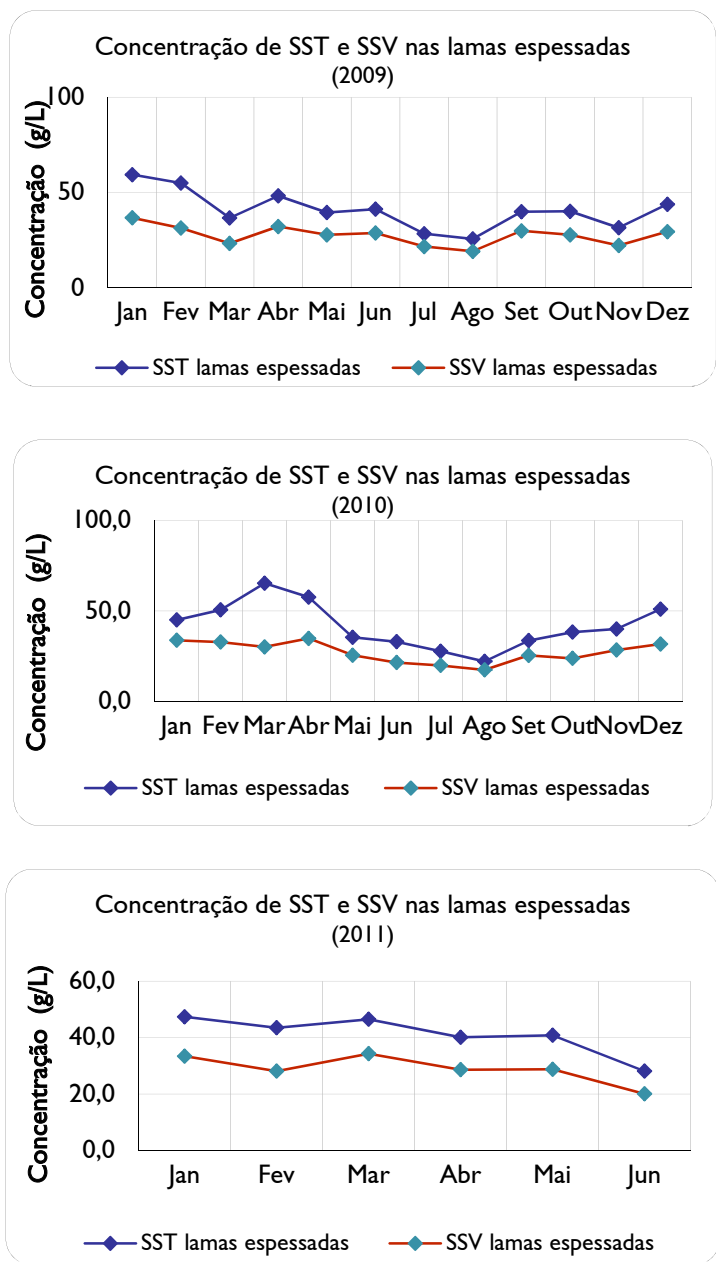 Concentração de SST e SSV nas lamas espessadas
(2009)
Concentração (g/L)
100
50
0
Jan Fev Mar Abr Mai Jun Jul Ago Set Out Nov Dez
SST lamas espessadas SSV lamas espessadas
Concentração de SST e SSV nas lamas espessadas
(2010)
Concentração (g/L)
100,0
50,0
0,0
Jan Fev Mar Abr Mai Jun Jul Ago Set Out Nov Dez
SST lamas espessadas SSV lamas espessadas
Concentração de SST e SSV nas lamas espessadas
(2011)
Concentração (g/L)
60,0
40,0
20,0
0,0
Jan Fev Mar Abr Mai Jun
SST lamas espessadas SSV lamas espessadas